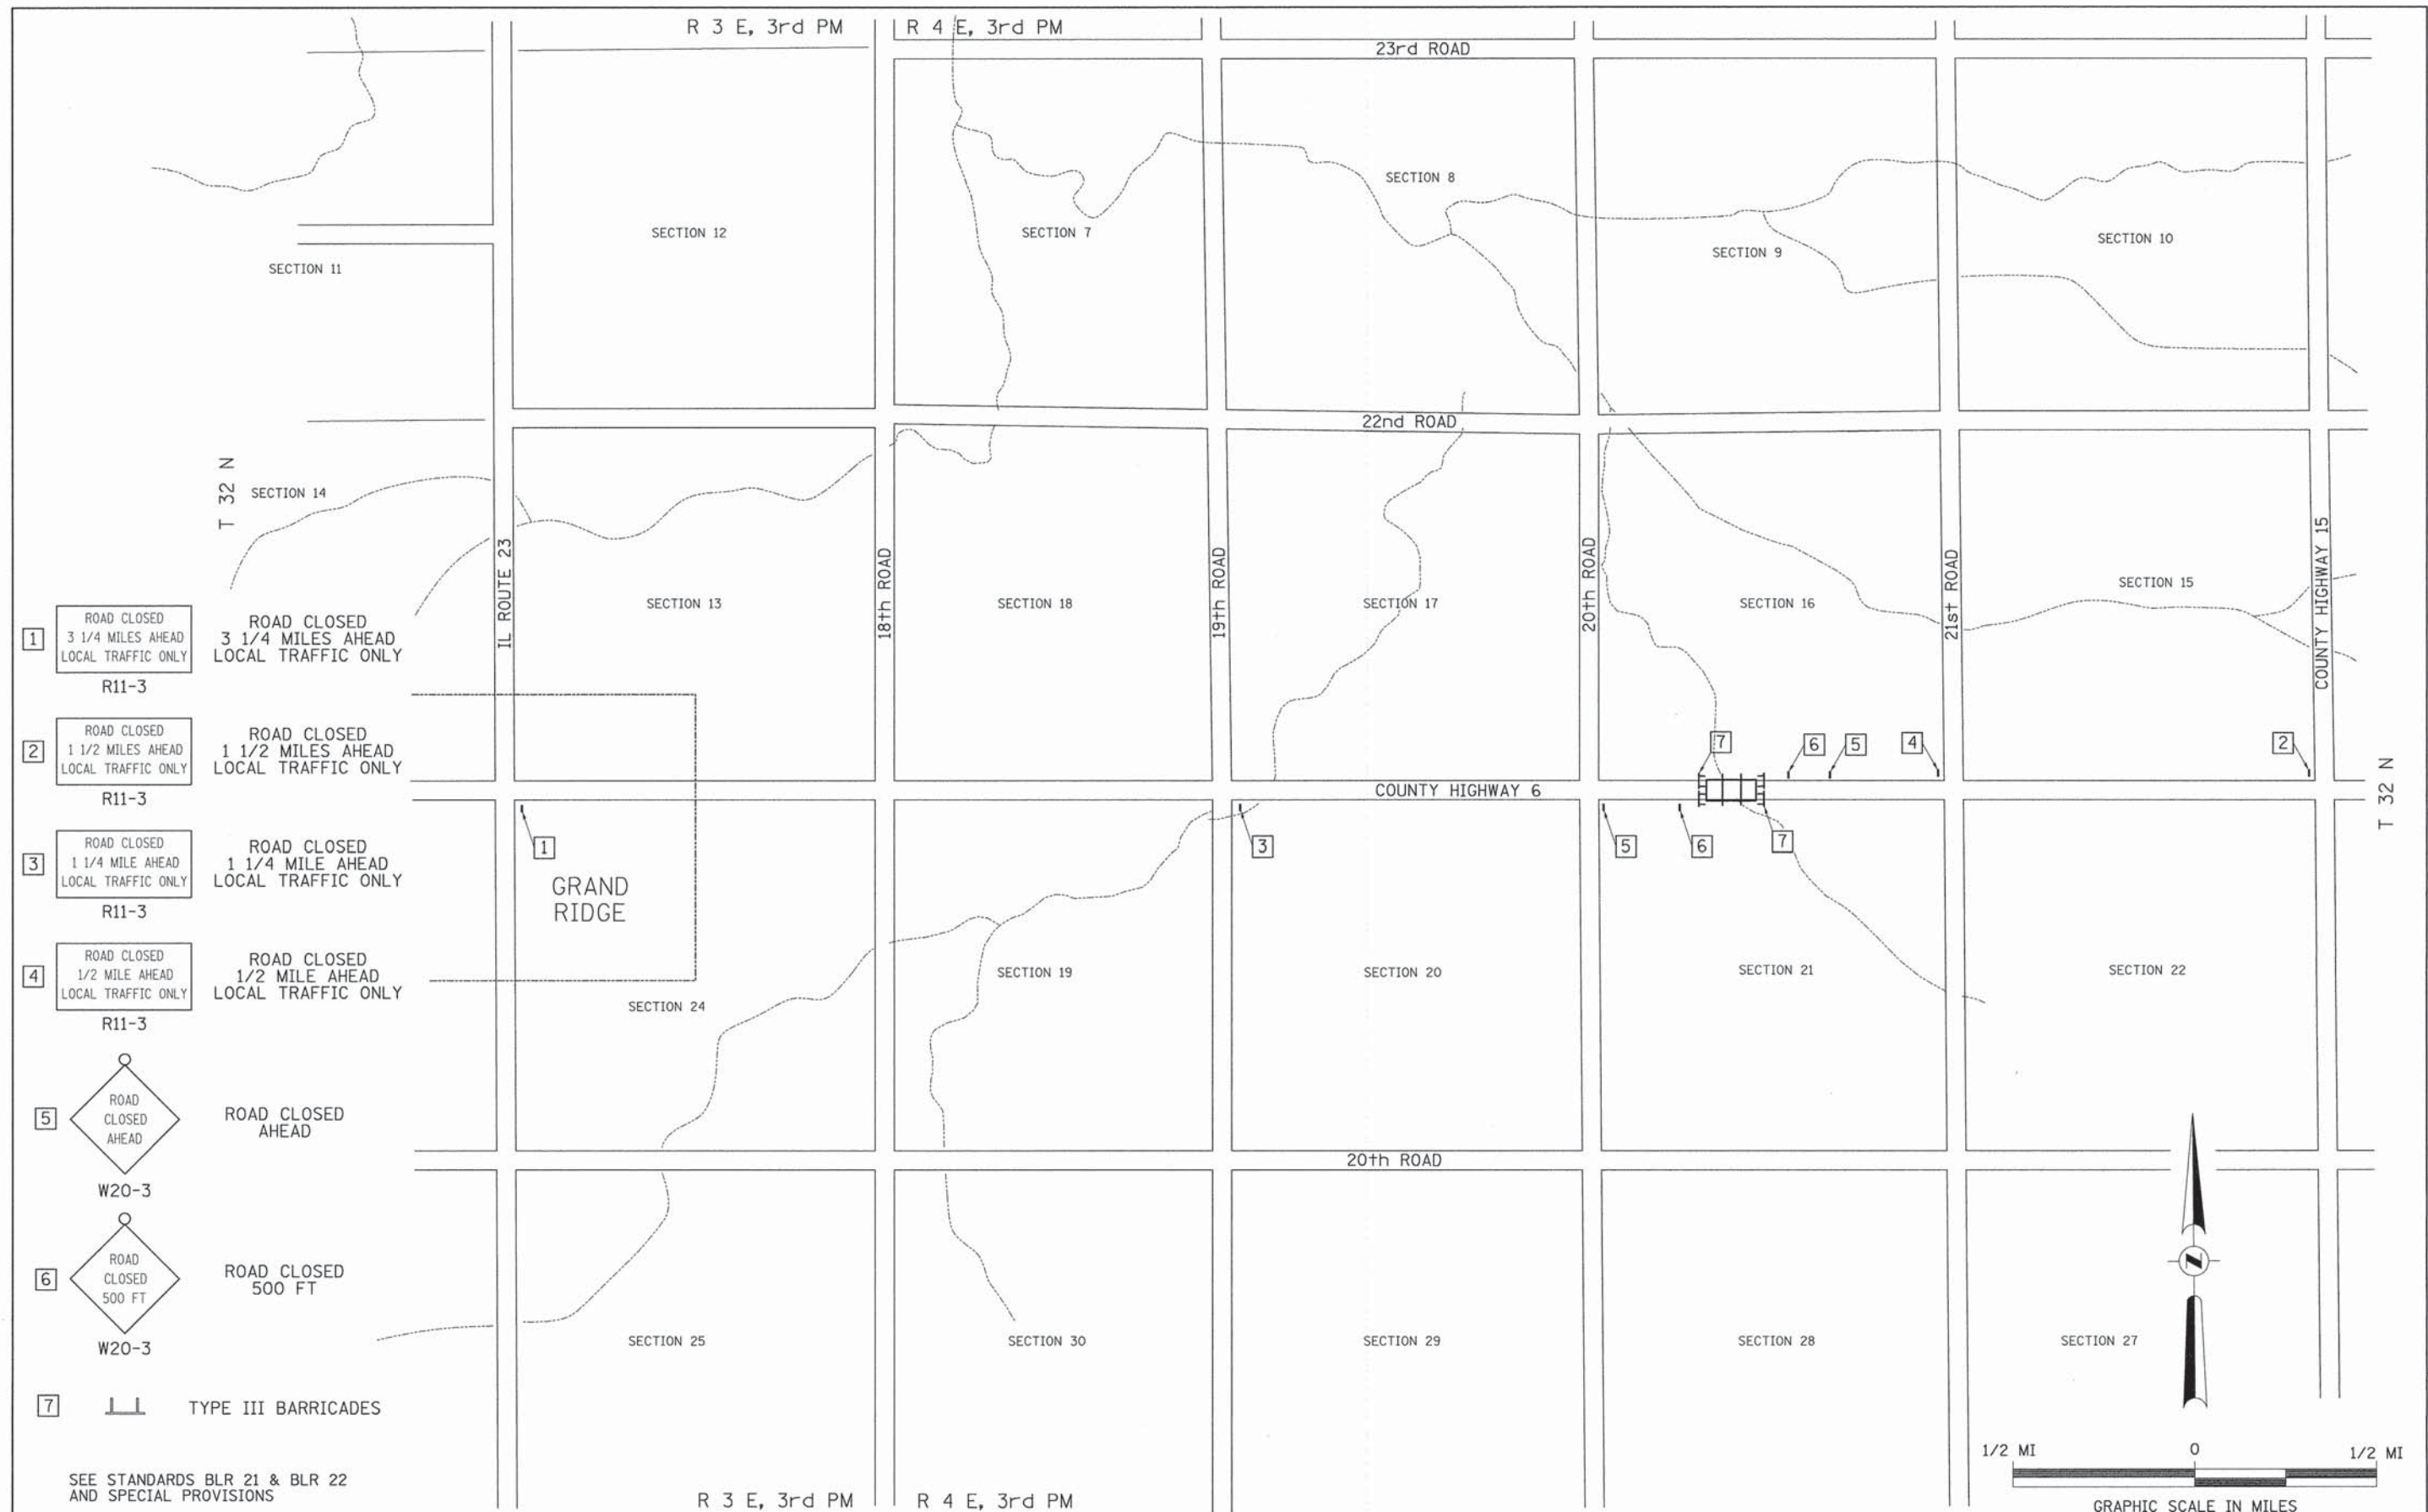 R 3 E, 3rd PM
R 4 E, 3rd PM
23rd ROAD
SECTION 8
SECTION 12
SECTION 7
SECTION 9
SECTION 10
SECTION 11
22nd ROAD
T 32 N
SECTION 14
IL ROUTE 23
18th ROAD
19th ROAD
20th ROAD
21st ROAD
COUNTY HIGHWAY 15
SECTION 13
SECTION 18
SECTION 17
SECTION 16
SECTION 15
1
ROAD CLOSED
3 1/4 MILES AHEAD
LOCAL TRAFFIC ONLY
R11-3
ROAD CLOSED
3 1/4 MILES AHEAD
LOCAL TRAFFIC ONLY
2
ROAD CLOSED
1 1/2 MILES AHEAD
LOCAL TRAFFIC ONLY
R11-3
ROAD CLOSED
1 1/2 MILES AHEAD
LOCAL TRAFFIC ONLY
7
6
5
4
2
COUNTY HIGHWAY 6
T 32 N
1
3
5
6
7
3
ROAD CLOSED
1 1/4 MILE AHEAD
LOCAL TRAFFIC ONLY
R11-3
ROAD CLOSED
1 1/4 MILE AHEAD
LOCAL TRAFFIC ONLY
GRAND
RIDGE
4
ROAD CLOSED
1/2 MILE AHEAD
LOCAL TRAFFIC ONLY
R11-3
ROAD CLOSED
1/2 MILE AHEAD
LOCAL TRAFFIC ONLY
SECTION 24
SECTION 19
SECTION 20
SECTION 21
SECTION 22
5
ROAD
CLOSED
AHEAD
W20-3
ROAD CLOSED
AHEAD
20th ROAD
6
ROAD
CLOSED
500 FT
W20-3
ROAD CLOSED
500 FT
SECTION 25
SECTION 30
SECTION 29
SECTION 28
SECTION 27
Z
7
TYPE III BARRICADES
SEE STANDARDS BLR 21 & BLR 22
AND SPECIAL PROVISIONS
R 3 E, 3rd PM
R 4 E, 3rd PM
1/2 MI
0
1/2 MI
GRAPHIC SCALE IN MILES